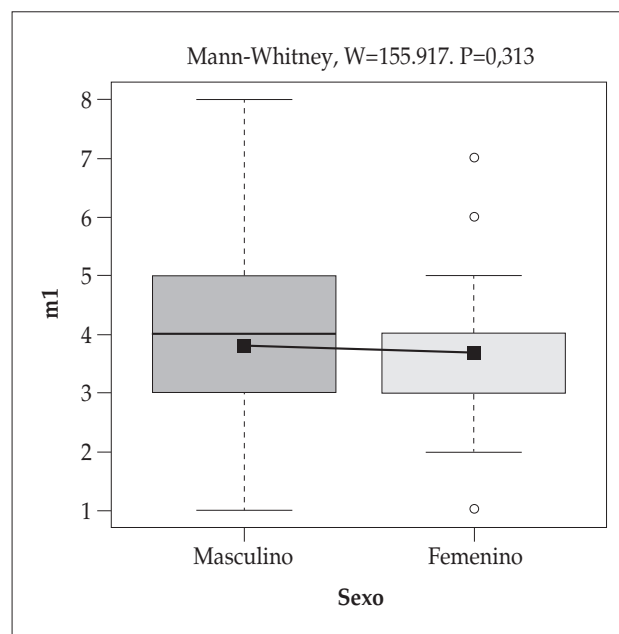 Mann-Whitney, W=155.917. P=0,313
8
7
6
5
4
3
2
1
m1
Masculino
Femenino
Sexo